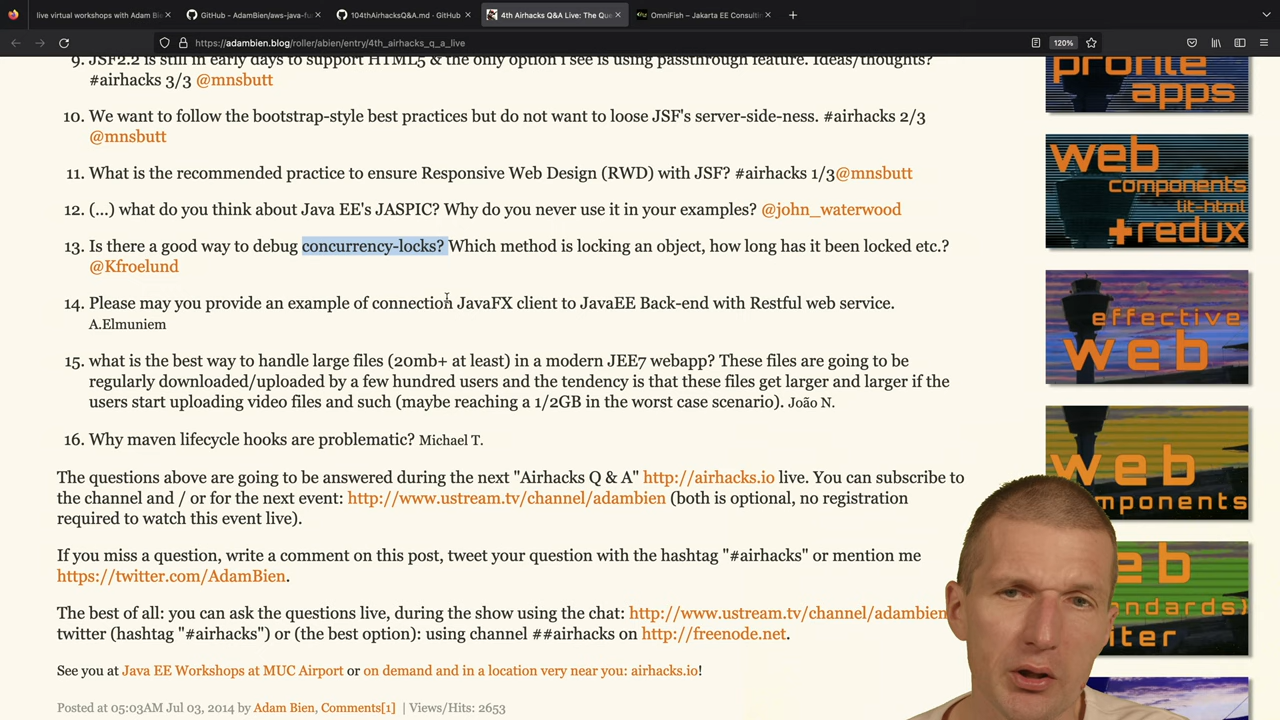 live virtual workshops with Adam Bie
GitHub - AdamBien/aws-java-fu
104thAirhacksQ&A.md · GitHub
4th Airhacks Q&A Live: The Que
OmniFish – Jakarta EE Consultin
https://adambien.blog/roller/abien/entry/4th_airhacks_q_a_live
120%
9. JSF2.2 is still in early days to support HTML5 & the only option i see is using passthrough feature. Ideas/thoughts?
#airhacks 3/3 @mnsbutt
10. We want to follow the bootstrap-style best practices but do not want to loose JSF's server-side-ness. #airhacks 2/3
@mnsbutt
11. What is the recommended practice to ensure Responsive Web Design (RWD) with JSF? #airhacks 1/3@mnsbutt
12. (...) what do you think about Java EE's JASPIC? Why do you never use it in your examples? @john_waterwood
13. Is there a good way to debug concurrency-locks? Which method is locking an object, how long has it been locked etc.?
@Kfroelund
14. Please may you provide an example of connection JavaFX client to JavaEE Back-end with Restful web service.
A.Elmuniem
15. what is the best way to handle large files (20mb+ at least) in a modern JEE7 webapp? These files are going to be
regularly downloaded/uploaded by a few hundred users and the tendency is that these files get larger and larger if the
users start uploading video files and such (maybe reaching a 1/2GB in the worst case scenario). João N.
16. Why maven lifecycle hooks are problematic? Michael T.
The questions above are going to be answered during the next "Airhacks Q & A" http://airhacks.io live. You can subscribe to
the channel and / or for the next event: http://www.ustream.tv/channel/adambien (both is optional, no registration
required to watch this event live).
If you miss a question, write a comment on this post, tweet your question with the hashtag "#airhacks" or mention me
https://twitter.com/AdamBien.
The best of all: you can ask the questions live, during the show using the chat: http://www.ustream.tv/channel/adambien
twitter (hashtag "#airhacks") or (the best option): using channel ##airhacks on http://freenode.net.
See you at Java EE Workshops at MUC Airport or on demand and in a location very near you: airhacks.io!
Posted at 05:03AM Jul 03, 2014 by Adam Bien, Comments[1] | Views/Hits: 2653
profile
apps
web
components
lit-html
+redux
effective
web
web
mponents
eb
andards)
iter